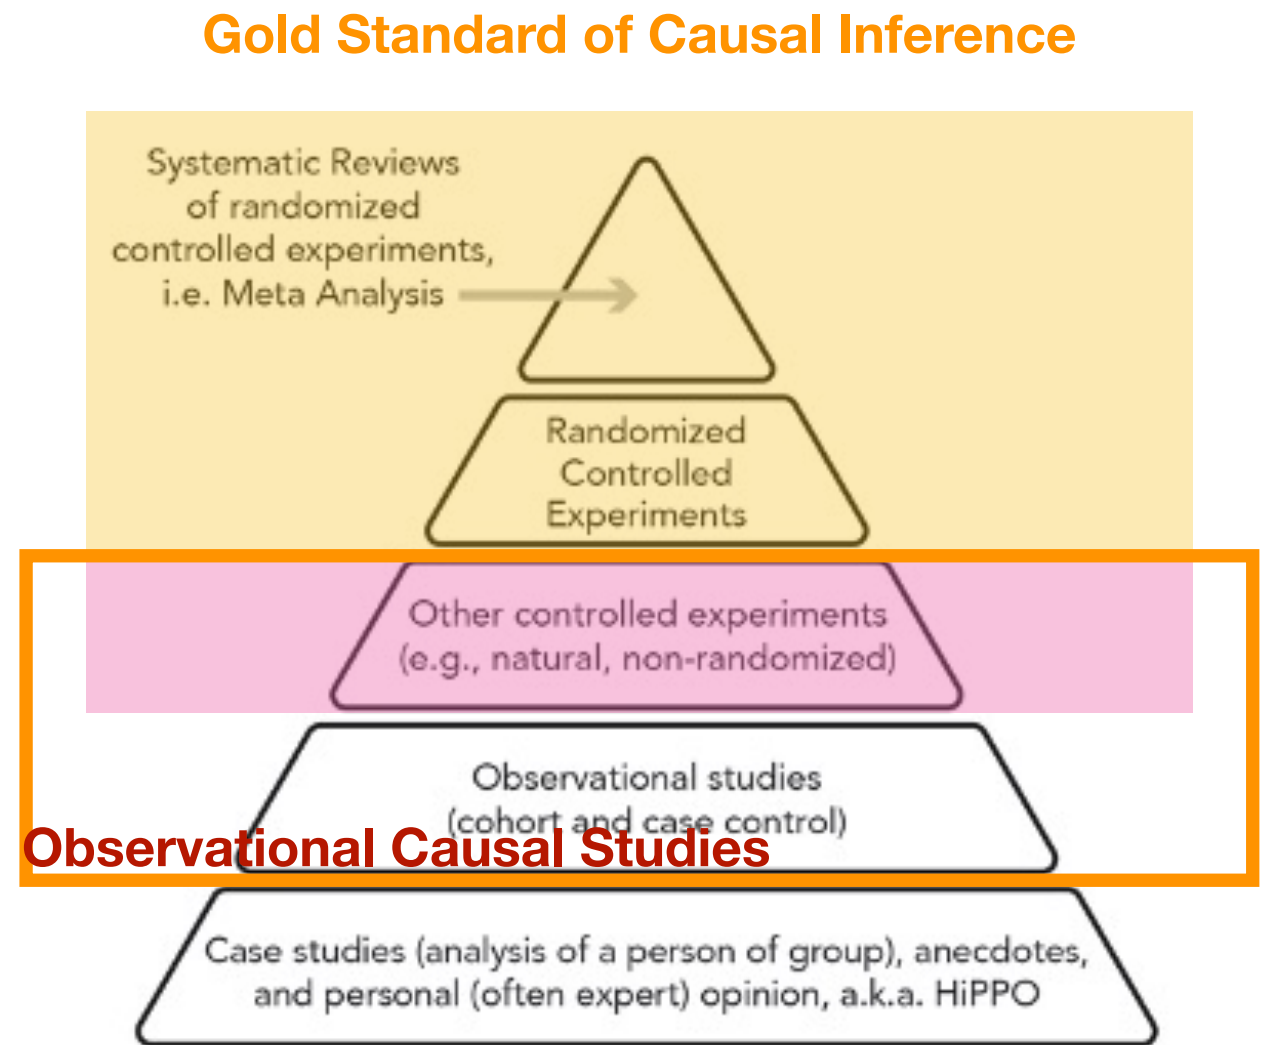 Gold Standard of Causal Inference
Systematic Reviews
of randomized
controlled experiments,
i.e. Meta Analysis
Randomized
Controlled
Experiments
Other controlled experiments
(e.g., natural, non-randomized)
Observational studies
(cohort and case control)
Observational Causal Studies
Case studies (analysis of a person of group), anecdotes,
and personal (often expert) opinion, a.k.a. HiPPO